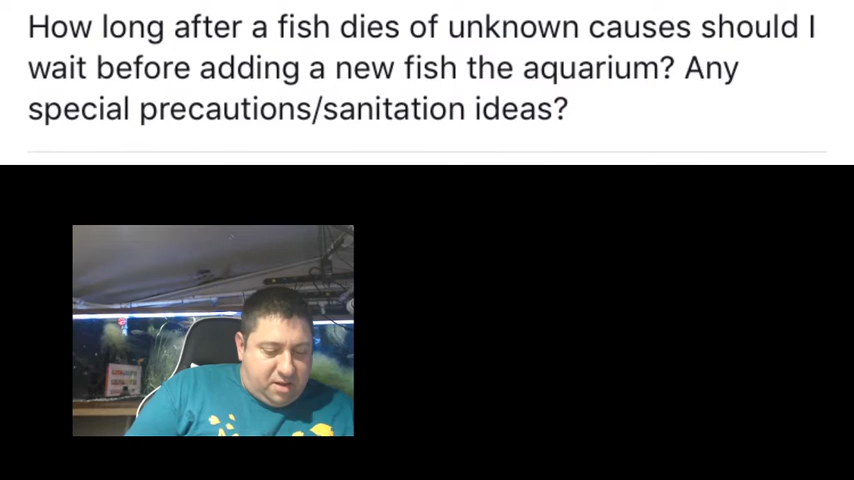 How long after a fish dies of unknown causes should I
wait before adding a new fish the aquarium? Any
special precautions/sanitation ideas?